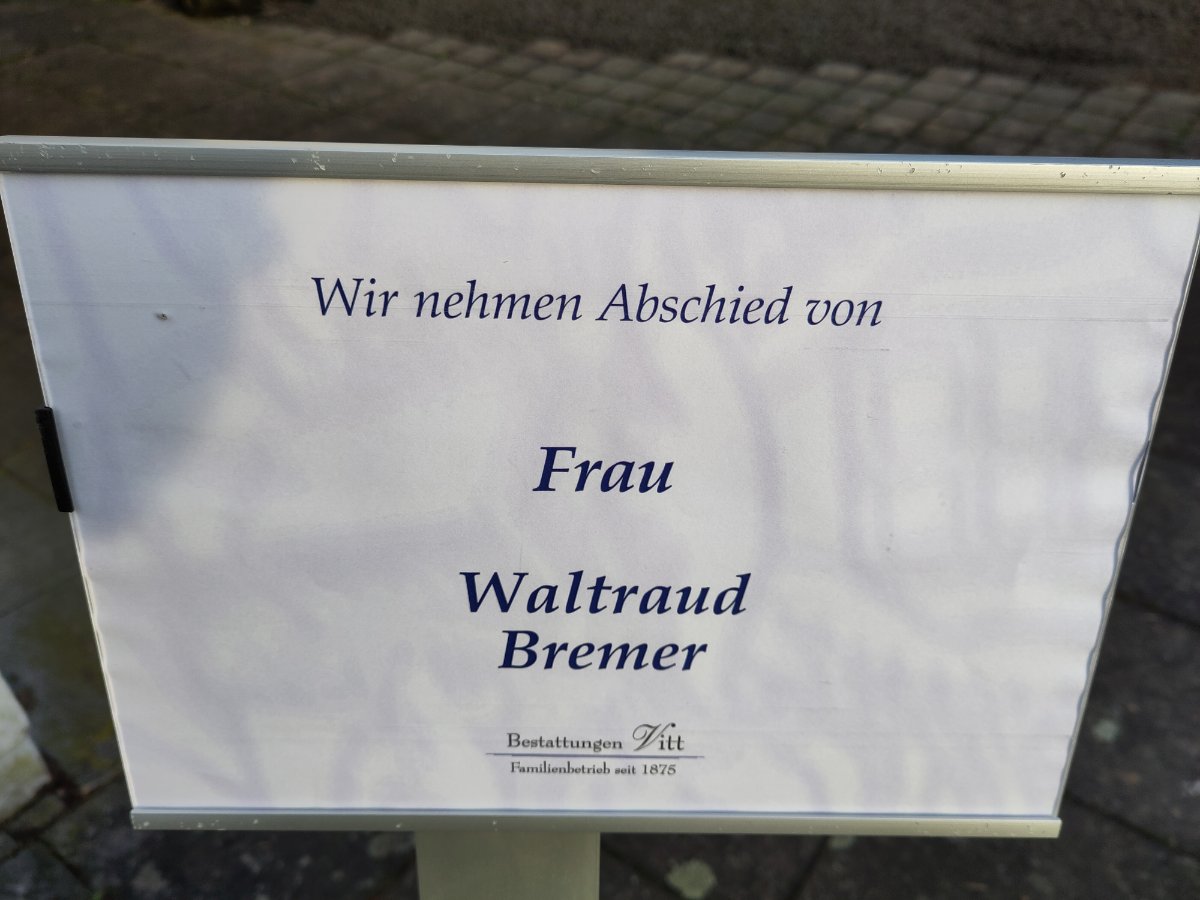 Wir nehmen Abschied von
Frau
Waltraud
Bremer
Bestattungen Vitt
Familienbetrieb seit 1875